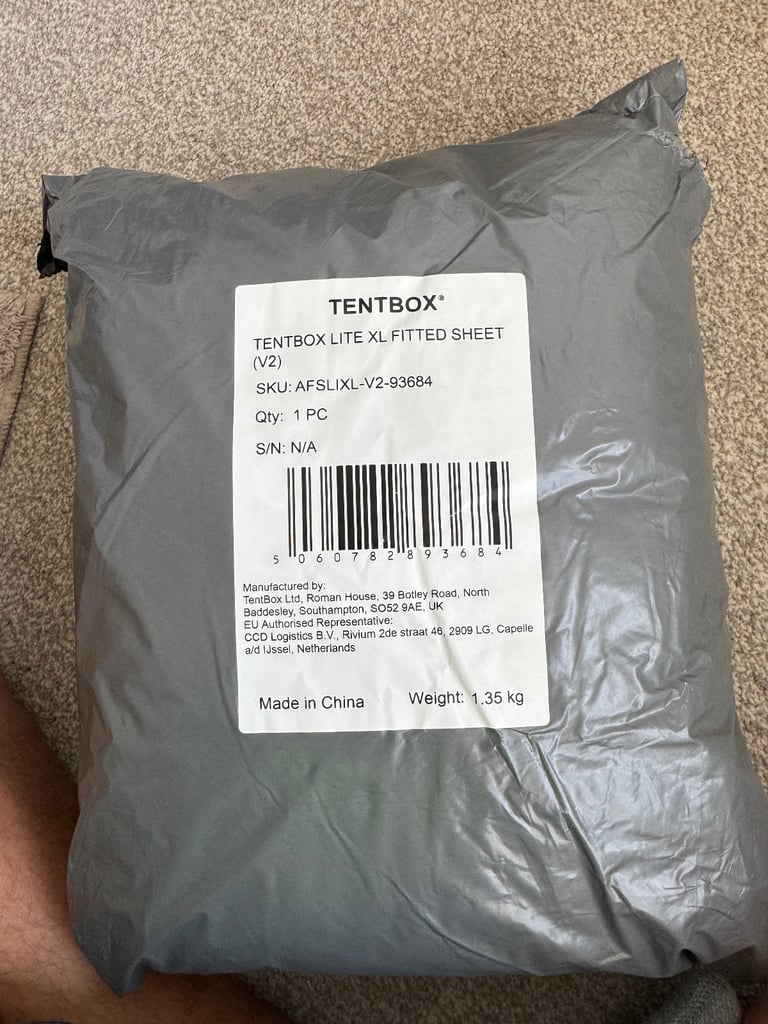 TENTBOX®
TENTBOX LITE XL FITTED SHEET
(V2)
SKU: AFSLIXL-V2-93684
Qty: 1 PC
S/N: N/A
5 060782 893684
Manufactured by:
TentBox Ltd, Roman House, 39 Botley Road, North
Baddesley, Southampton, SO52 9AE, UK
EU Authorised Representative:
CCD Logistics B.V., Rivium 2de straat 46, 2909 LG, Capelle
a/d IJssel, Netherlands
Made in China Weight: 1.35 kg